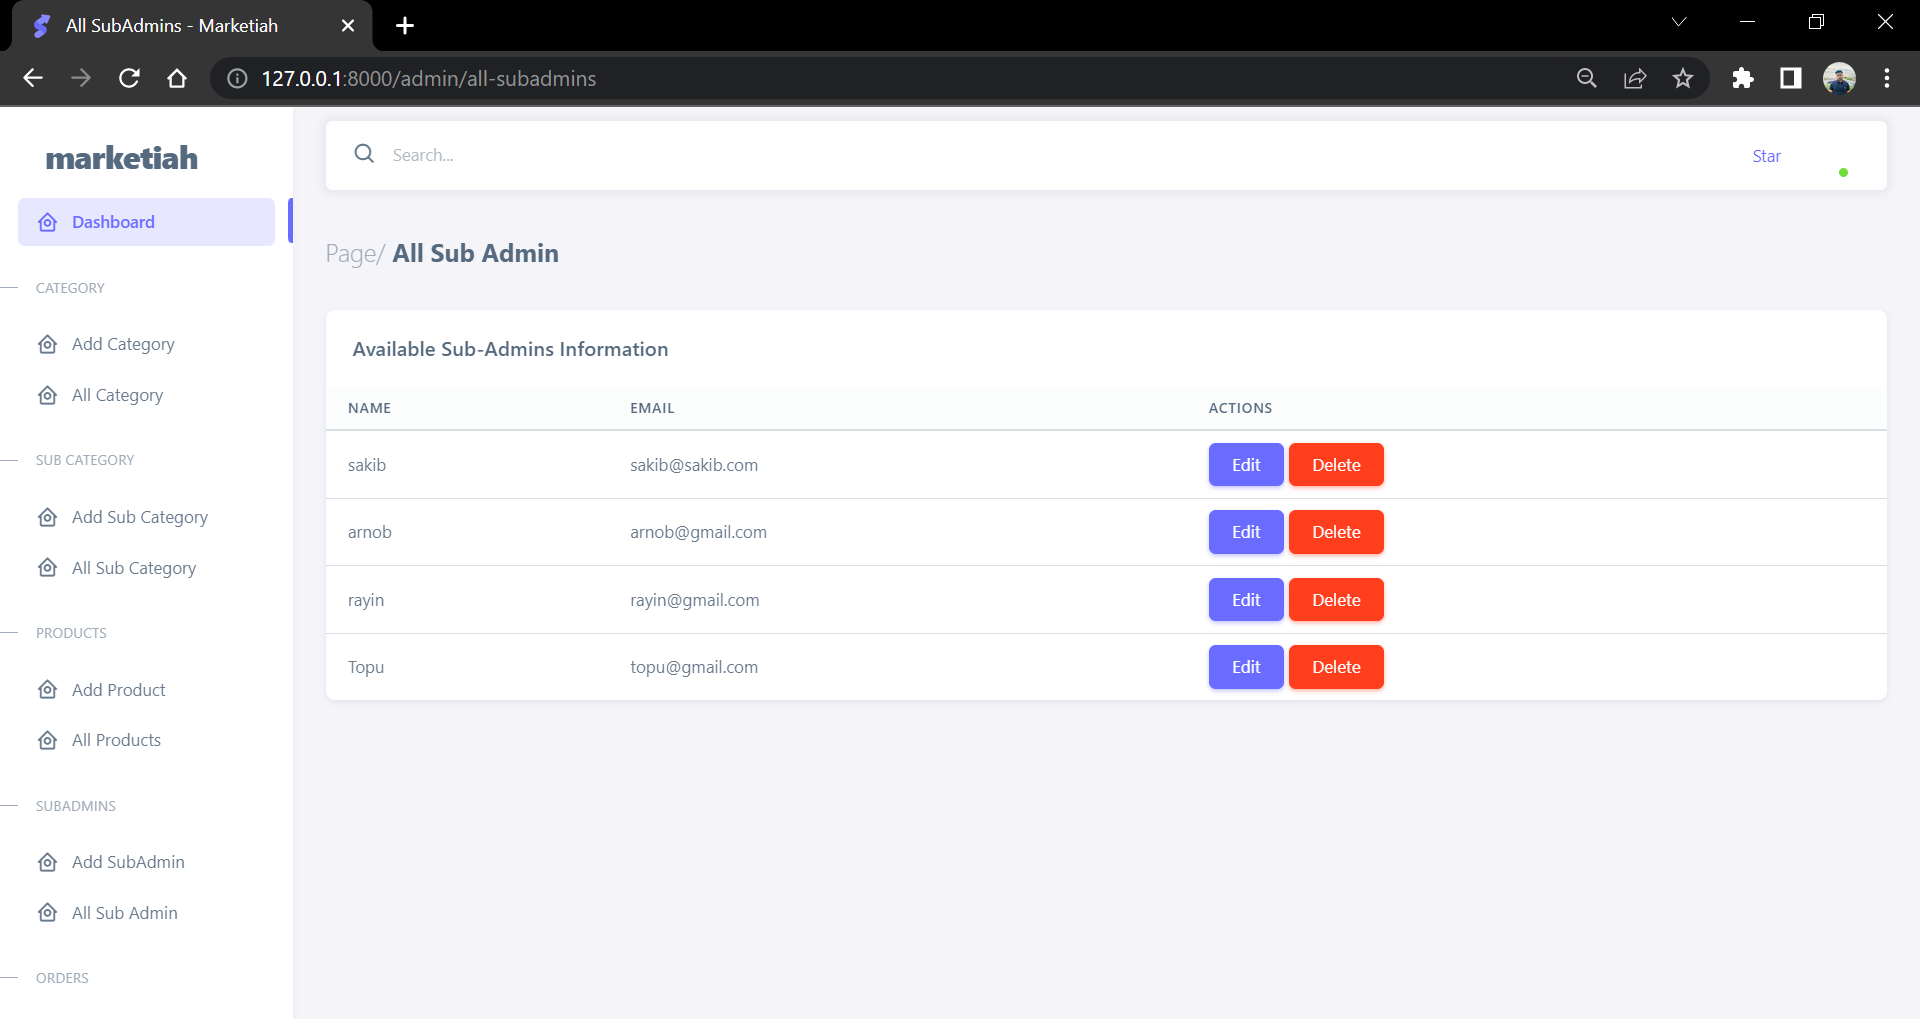 All SubAdmins - Marketiah
127.0.0.1:8000/admin/all-subadmins
marketiah
Dashboard
CATEGORY
Add Category
All Category
SUB CATEGORY
Add Sub Category
All Sub Category
PRODUCTS
Add Product
All Products
SUBADMINS
Add SubAdmin
All Sub Admin
ORDERS
Search...
Star
Page/ All Sub Admin
Available Sub-Admins Information
NAME EMAIL ACTIONS
sakib sakib@sakib.com Edit Delete
arnob arnob@gmail.com Edit Delete
rayin rayin@gmail.com Edit Delete
Topu topu@gmail.com Edit Delete